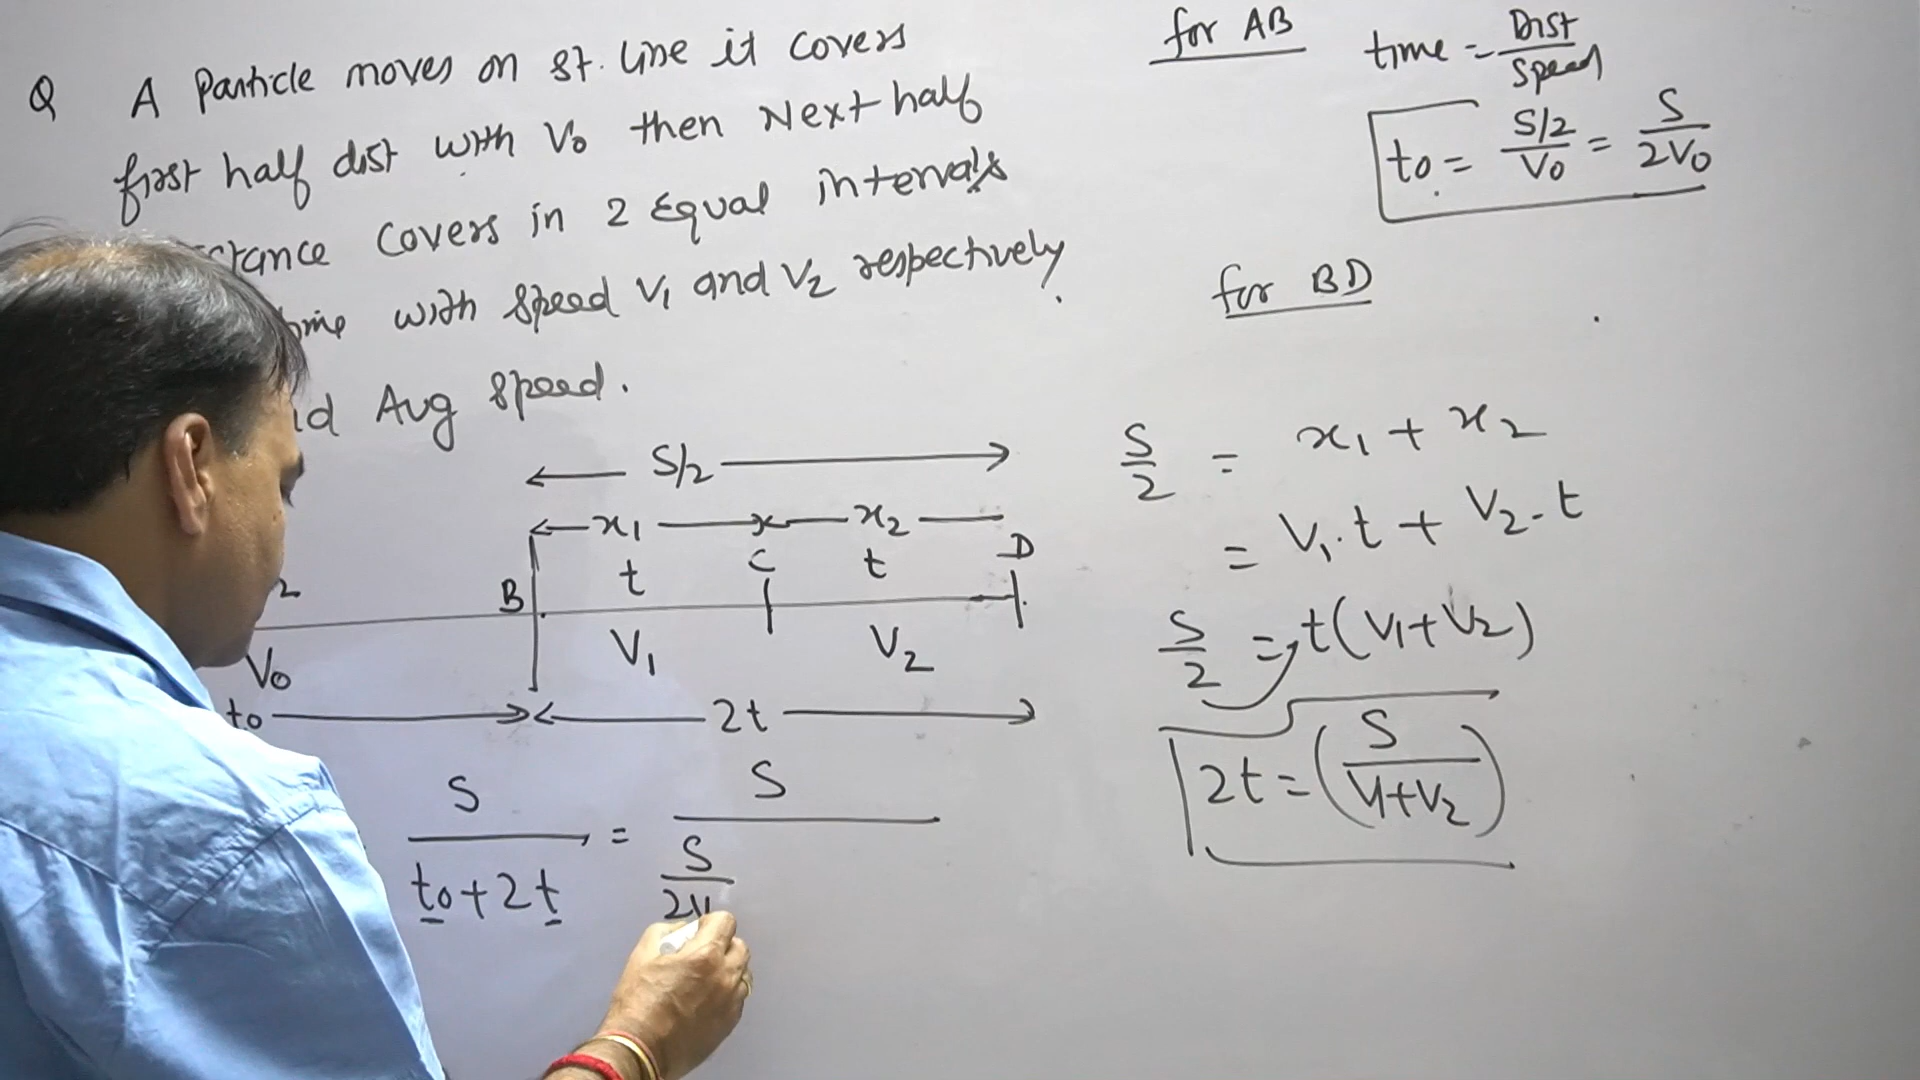 Q A Particle moves on st. line it covers
first half dist with V₀ then Next half
covers in 2 Equal intervals
with speed V₁ and V₂ respectively.
Avg speed.
S/2
x₁ x₂
t C t D
B
V₁ V₂
V₀
t₀ 2t
S/(t₀+2t) = S/(S/2V
for AB time = Dist/Speed
t₀ = (S/2)/V₀ = S/2V₀
for BD
S/2 = x₁ + x₂
= V₁.t + V₂.t
S/2 = t(V₁+V₂)
2t = (S/(V₁+V₂))